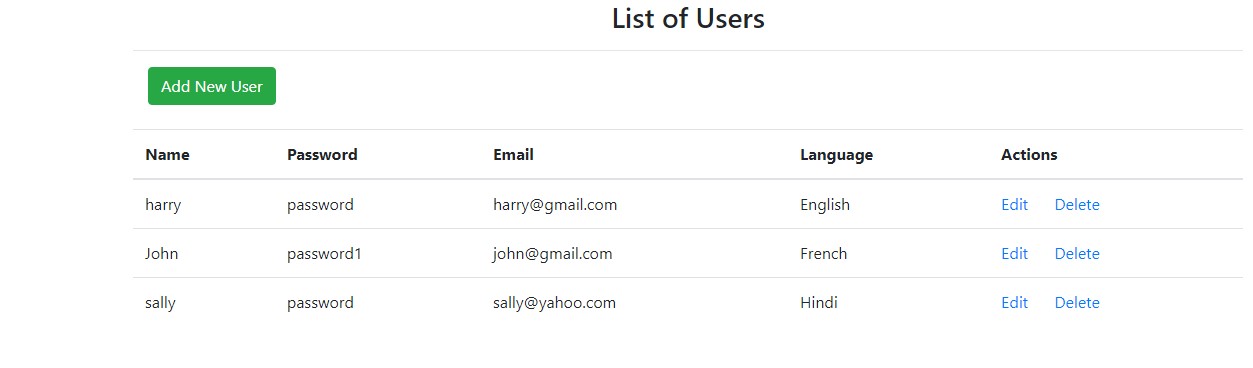 List of Users
Add New User
Name Password Email Language Actions
harry password harry@gmail.com English Edit Delete
John password1 john@gmail.com French Edit Delete
sally password sally@yahoo.com Hindi Edit Delete